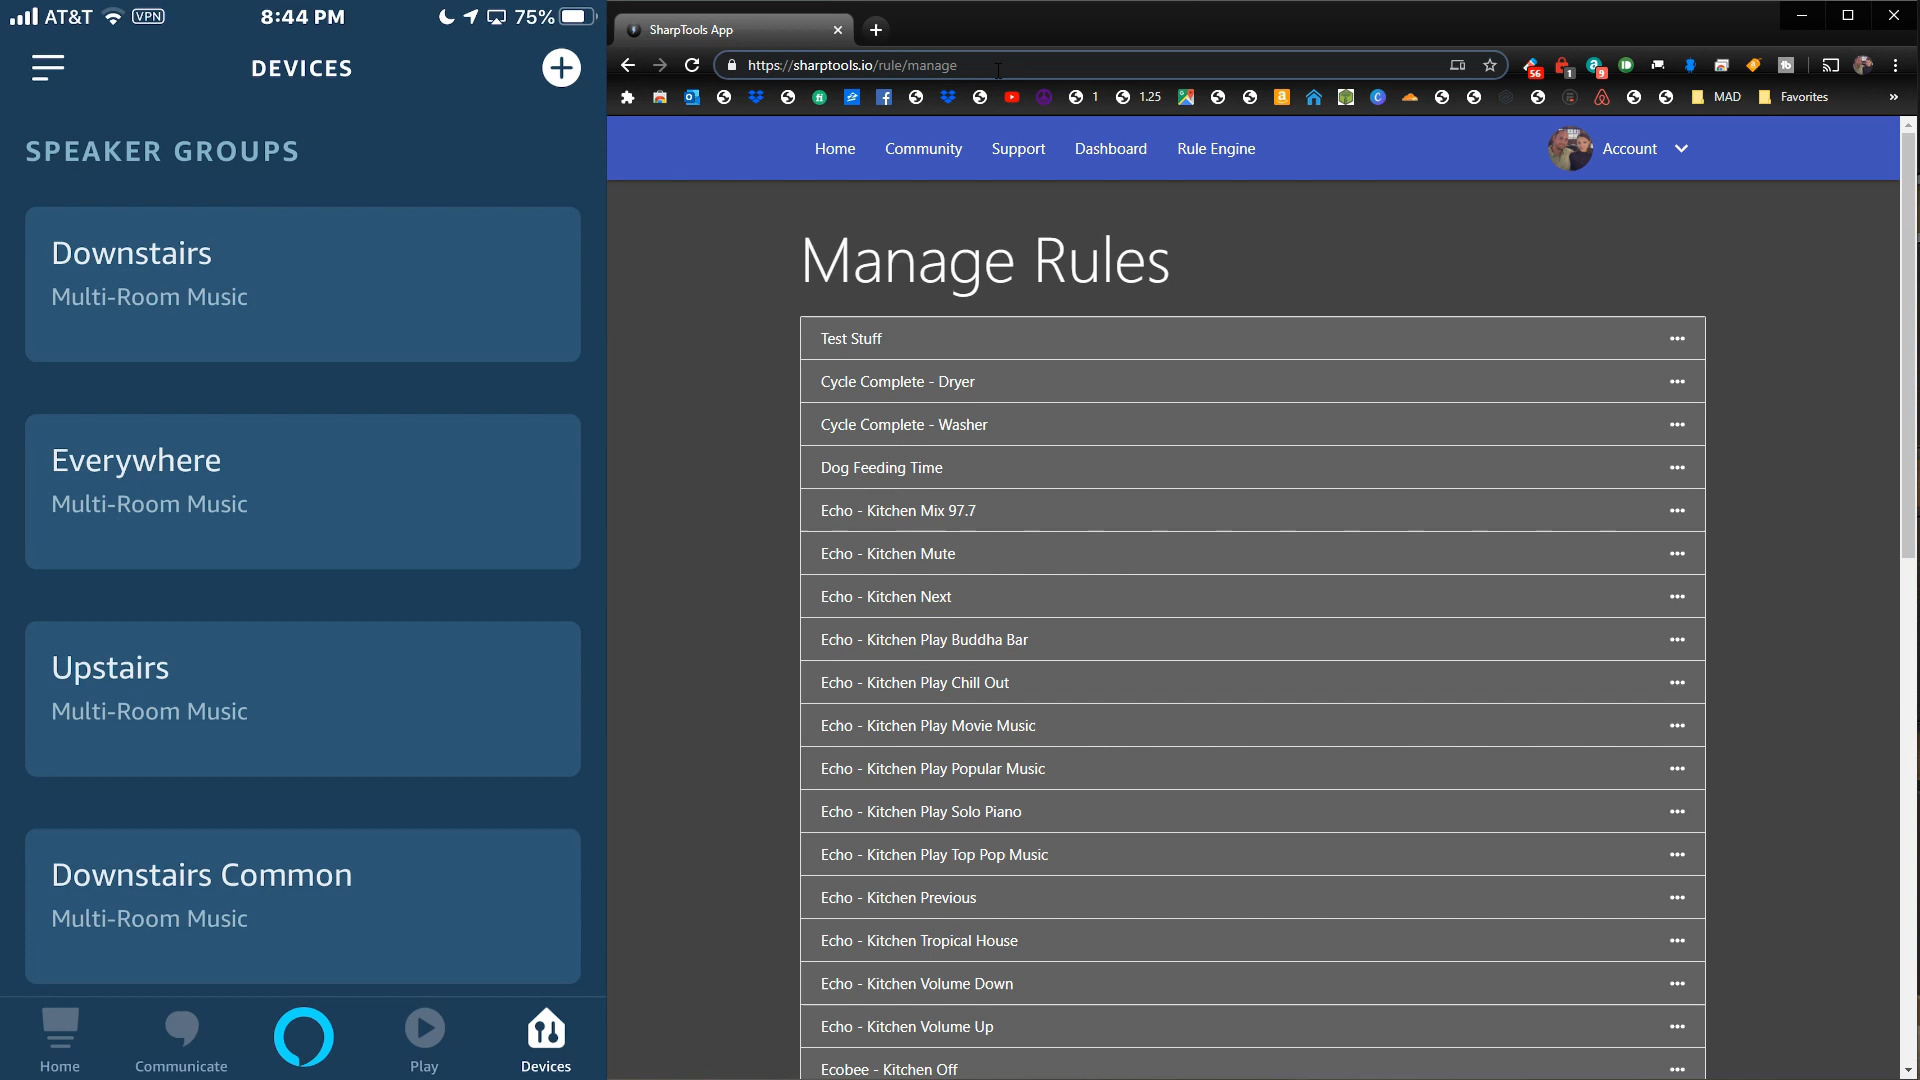 AT&T VPN 8:44 PM 75%
DEVICES
SPEAKER GROUPS
Downstairs
Multi-Room Music
Everywhere
Multi-Room Music
Upstairs
Multi-Room Music
Downstairs Common
Multi-Room Music
Home Communicate Play Devices
SharpTools App
https://sharptools.io/rule/manage
56 1 9
1 1.25 MAD Favorites »
Home Community Support Dashboard Rule Engine Account
Manage Rules
Test Stuff
Cycle Complete - Dryer
Cycle Complete - Washer
Dog Feeding Time
Echo - Kitchen Mix 97.7
Echo - Kitchen Mute
Echo - Kitchen Next
Echo - Kitchen Play Buddha Bar
Echo - Kitchen Play Chill Out
Echo - Kitchen Play Movie Music
Echo - Kitchen Play Popular Music
Echo - Kitchen Play Solo Piano
Echo - Kitchen Play Top Pop Music
Echo - Kitchen Previous
Echo - Kitchen Tropical House
Echo - Kitchen Volume Down
Echo - Kitchen Volume Up
Ecobee - Kitchen Off